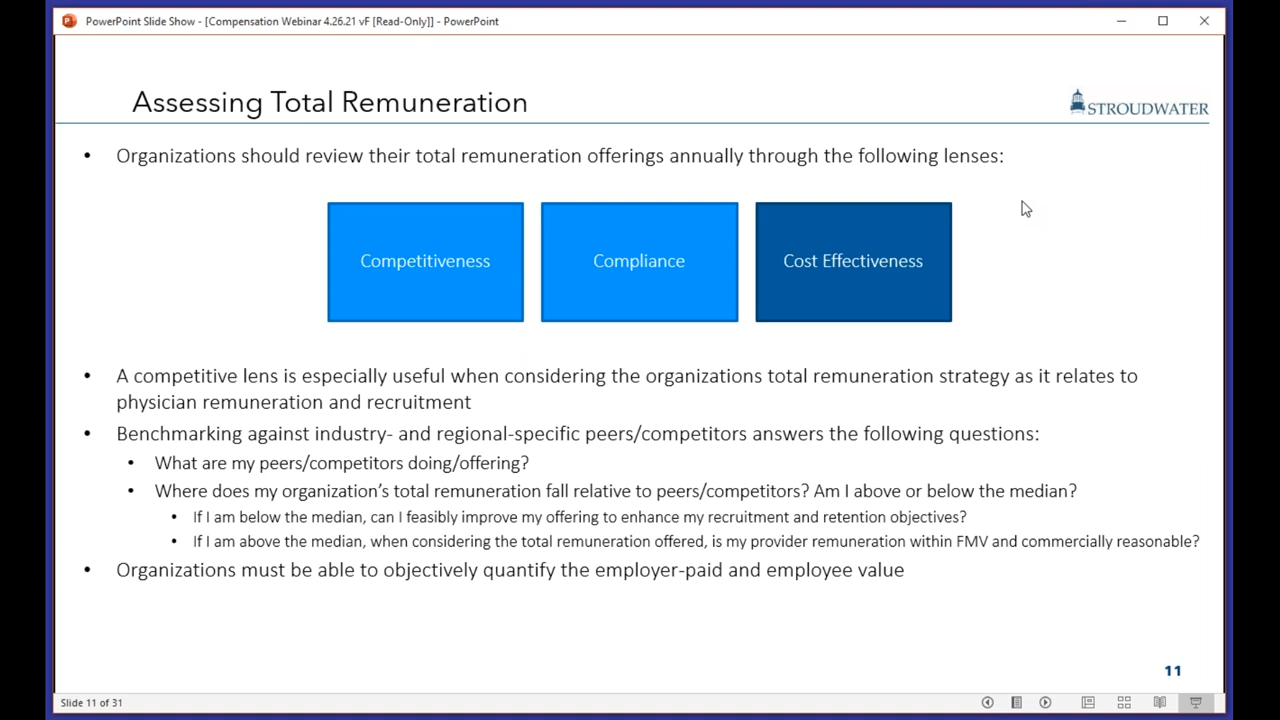 PowerPoint Slide Show - [Compensation Webinar 4.26.21 vF [Read-Only]] - PowerPoint
Assessing Total Remuneration
STROUDWATER
• Organizations should review their total remuneration offerings annually through the following lenses:
Competitiveness
Compliance
Cost Effectiveness
• A competitive lens is especially useful when considering the organizations total remuneration strategy as it relates to
physician remuneration and recruitment
• Benchmarking against industry- and regional-specific peers/competitors answers the following questions:
• What are my peers/competitors doing/offering?
• Where does my organization’s total remuneration fall relative to peers/competitors? Am I above or below the median?
• If I am below the median, can I feasibly improve my offering to enhance my recruitment and retention objectives?
• If I am above the median, when considering the total remuneration offered, is my provider remuneration within FMV and commercially reasonable?
• Organizations must be able to objectively quantify the employer-paid and employee value
11
Slide 11 of 31